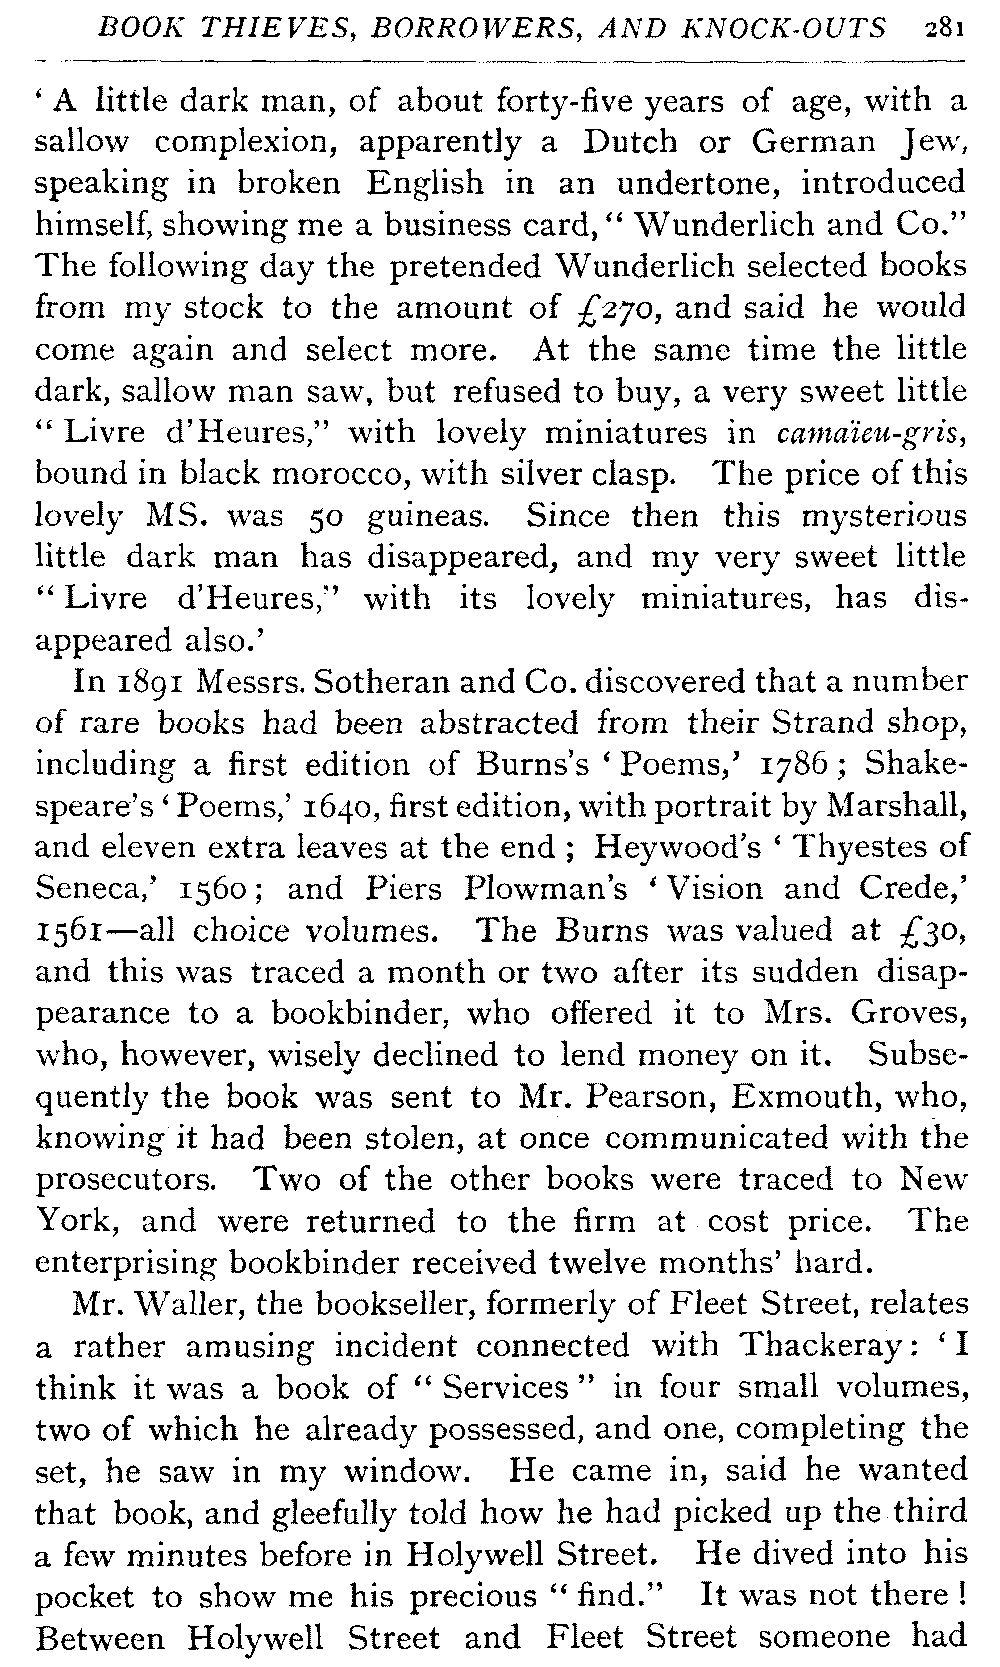 BOOK THIEVES, BORROWERS, AND KNOCK-OUTS 281
‘ A little dark man, of about forty-five years of age, with a
sallow complexion, apparently a Dutch or German Jew,
speaking in broken English in an undertone, introduced
himself, showing me a business card, “ Wunderlich and Co.”
The following day the pretended Wunderlich selected books
from my stock to the amount of £270, and said he would
come again and select more. At the same time the little
dark, sallow man saw, but refused to buy, a very sweet little
“ Livre d’Heures,” with lovely miniatures in camaïeu-gris,
bound in black morocco, with silver clasp. The price of this
lovely MS. was 50 guineas. Since then this mysterious
little dark man has disappeared, and my very sweet little
“ Livre d’Heures,” with its lovely miniatures, has dis-
appeared also.’
In 1891 Messrs. Sotheran and Co. discovered that a number
of rare books had been abstracted from their Strand shop,
including a first edition of Burns’s ‘ Poems,’ 1786 ; Shake-
speare’s ‘ Poems,’ 1640, first edition, with portrait by Marshall,
and eleven extra leaves at the end ; Heywood’s ‘ Thyestes of
Seneca,’ 1560 ; and Piers Plowman’s ‘ Vision and Crede,’
1561—all choice volumes. The Burns was valued at £30,
and this was traced a month or two after its sudden disap-
pearance to a bookbinder, who offered it to Mrs. Groves,
who, however, wisely declined to lend money on it. Subse-
quently the book was sent to Mr. Pearson, Exmouth, who,
knowing it had been stolen, at once communicated with the
prosecutors. Two of the other books were traced to New
York, and were returned to the firm at cost price. The
enterprising bookbinder received twelve months’ hard.
Mr. Waller, the bookseller, formerly of Fleet Street, relates
a rather amusing incident connected with Thackeray : ‘ I
think it was a book of “ Services ” in four small volumes,
two of which he already possessed, and one, completing the
set, he saw in my window. He came in, said he wanted
that book, and gleefully told how he had picked up the third
a few minutes before in Holywell Street. He dived into his
pocket to show me his precious “ find.” It was not there !
Between Holywell Street and Fleet Street someone had